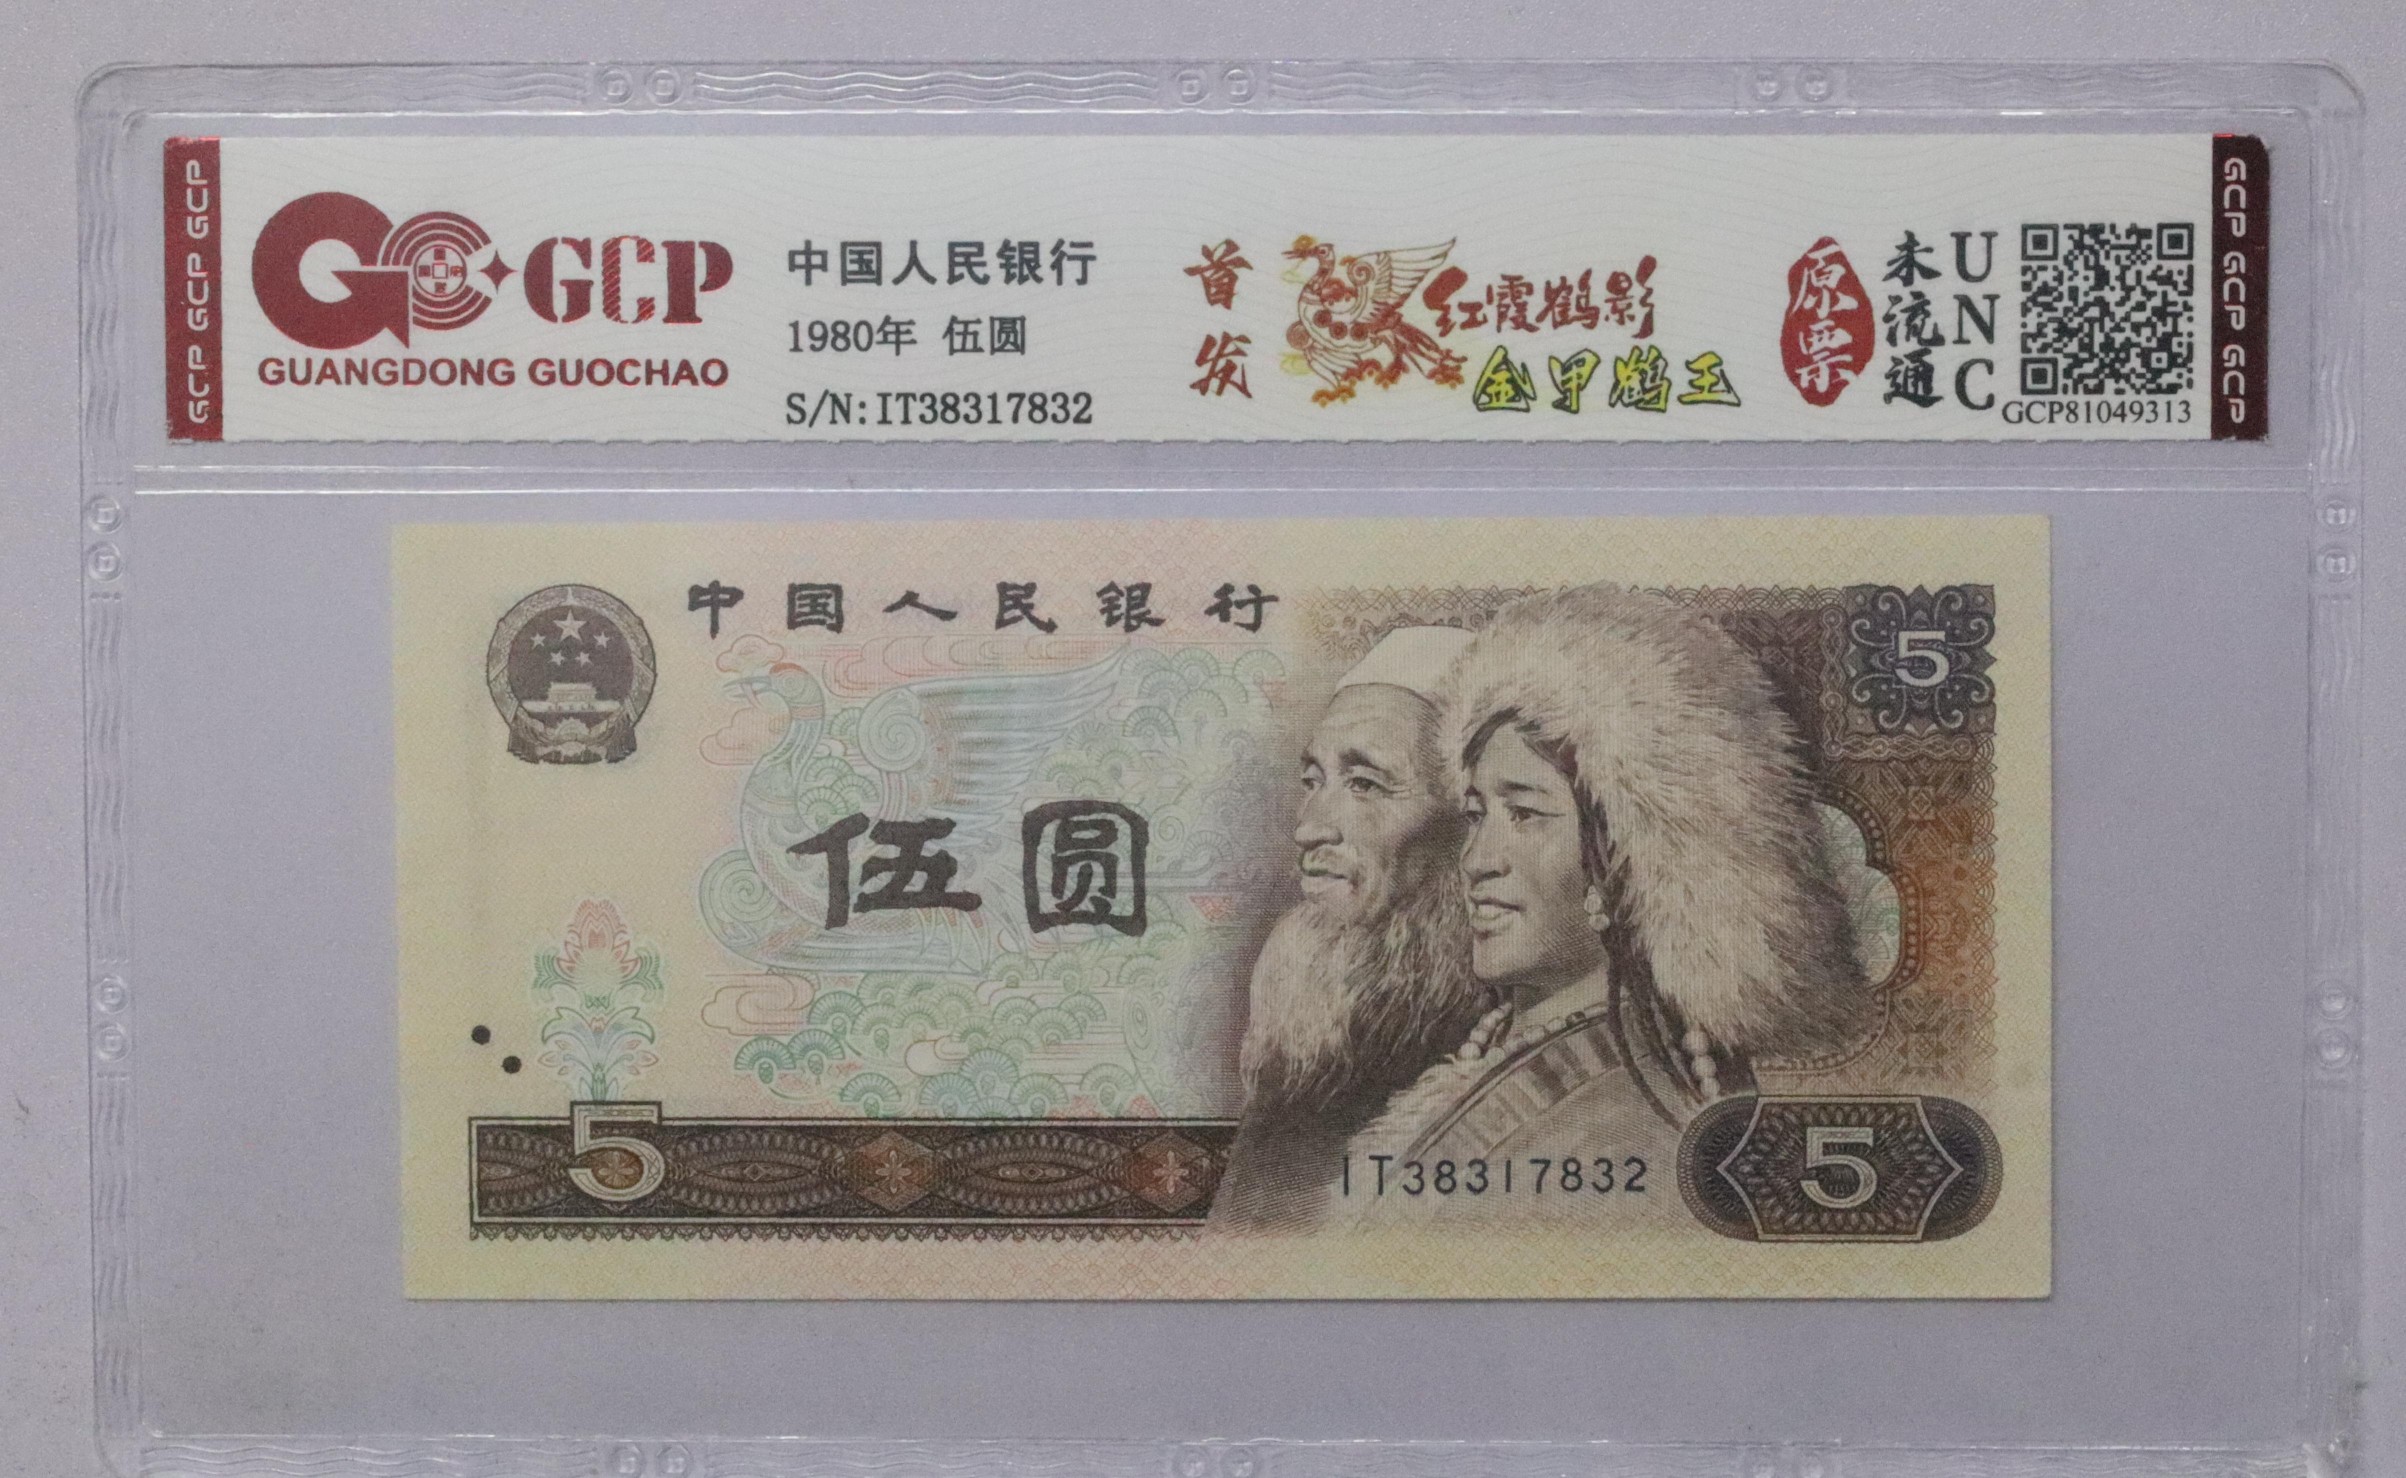 GCP GCP GCP
GCP
GUANGDONG GUOCHAO
中国人民银行
1980年 伍圆
S/N:IT38317832
首发
红霞鹤影
金甲鹤王
原票
未流通
UNC
GCP81049313
GCP GCP GCP
中国人民银行
5
伍圆
5
IT38317832
5